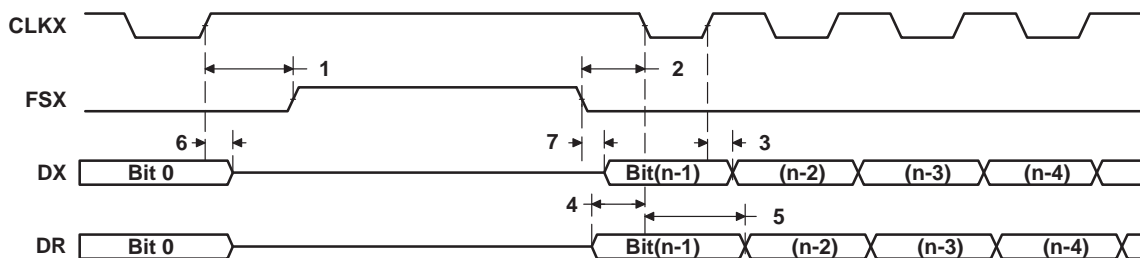 CLKX
1 2
FSX
6 7 3
DX Bit 0 Bit(n-1) (n-2) (n-3) (n-4)
4 5
DR Bit 0 Bit(n-1) (n-2) (n-3) (n-4)